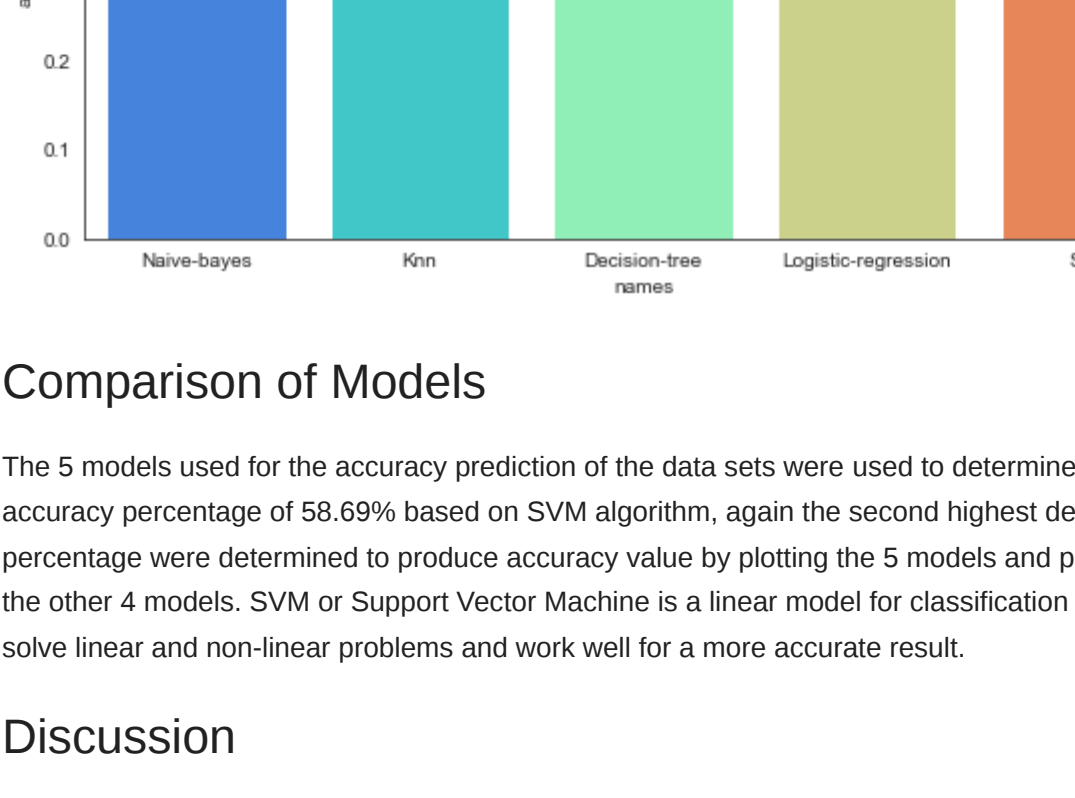 0.2
0.1
0.0
Naive-bayes Knn Decision-tree Logistic-regression
names
Comparison of Models
The 5 models used for the accuracy prediction of the data sets were used to determine
accuracy percentage of 58.69% based on SVM algorithm, again the second highest de
percentage were determined to produce accuracy value by plotting the 5 models and p
the other 4 models. SVM or Support Vector Machine is a linear model for classification
solve linear and non-linear problems and work well for a more accurate result.
Discussion